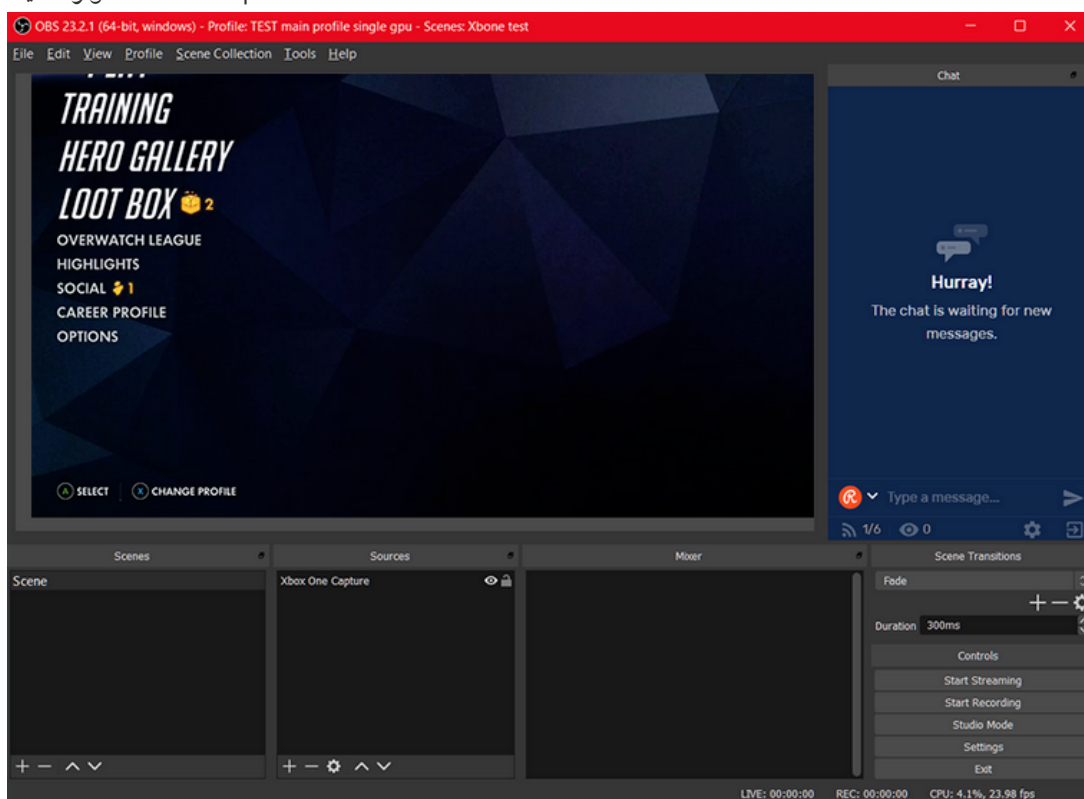 OBS 23.2.1 (64-bit, windows) - Profile: TEST main profile single gpu - Scenes: Xbone test
File Edit View Profile Scene Collection Tools Help
TRAINING
HERO GALLERY
LOOT BOX 2
OVERWATCH LEAGUE
HIGHLIGHTS
SOCIAL 1
CAREER PROFILE
OPTIONS
A SELECT X CHANGE PROFILE
Chat
Hurray!
The chat is waiting for new
messages.
Type a message...
1/6 0
Scenes
Scene
Sources
Xbox One Capture
Mixer
Scene Transitions
Fade
Duration 300ms
Controls
Start Streaming
Start Recording
Studio Mode
Settings
Exit
LIVE: 00:00:00 REC: 00:00:00 CPU: 4.1%, 23.98 fps